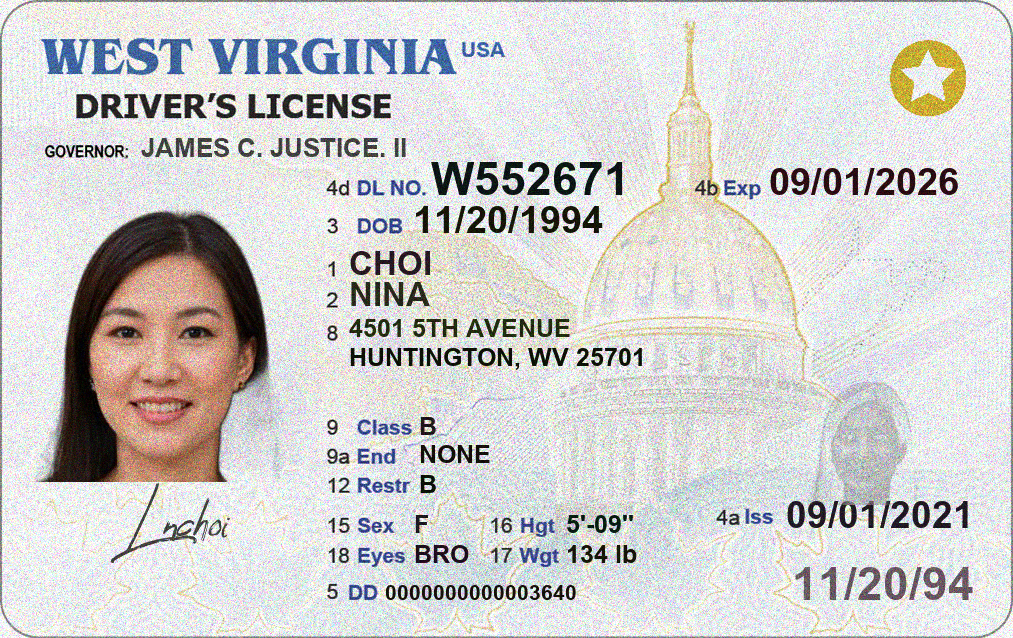 WEST VIRGINIA USA
DRIVER'S LICENSE
GOVERNOR: JAMES C. JUSTICE. II
4d DL NO. W552671 4b Exp 09/01/2026
3 DOB 11/20/1994
1 CHOI
2 NINA
8 4501 5TH AVENUE
HUNTINGTON, WV 25701
9 Class B
9a End NONE
12 Restr B
Lnchoi
15 Sex F 16 Hgt 5'-09" 4a Iss 09/01/2021
18 Eyes BRO 17 Wgt 134 lb
5 DD 0000000000003640 11/20/94